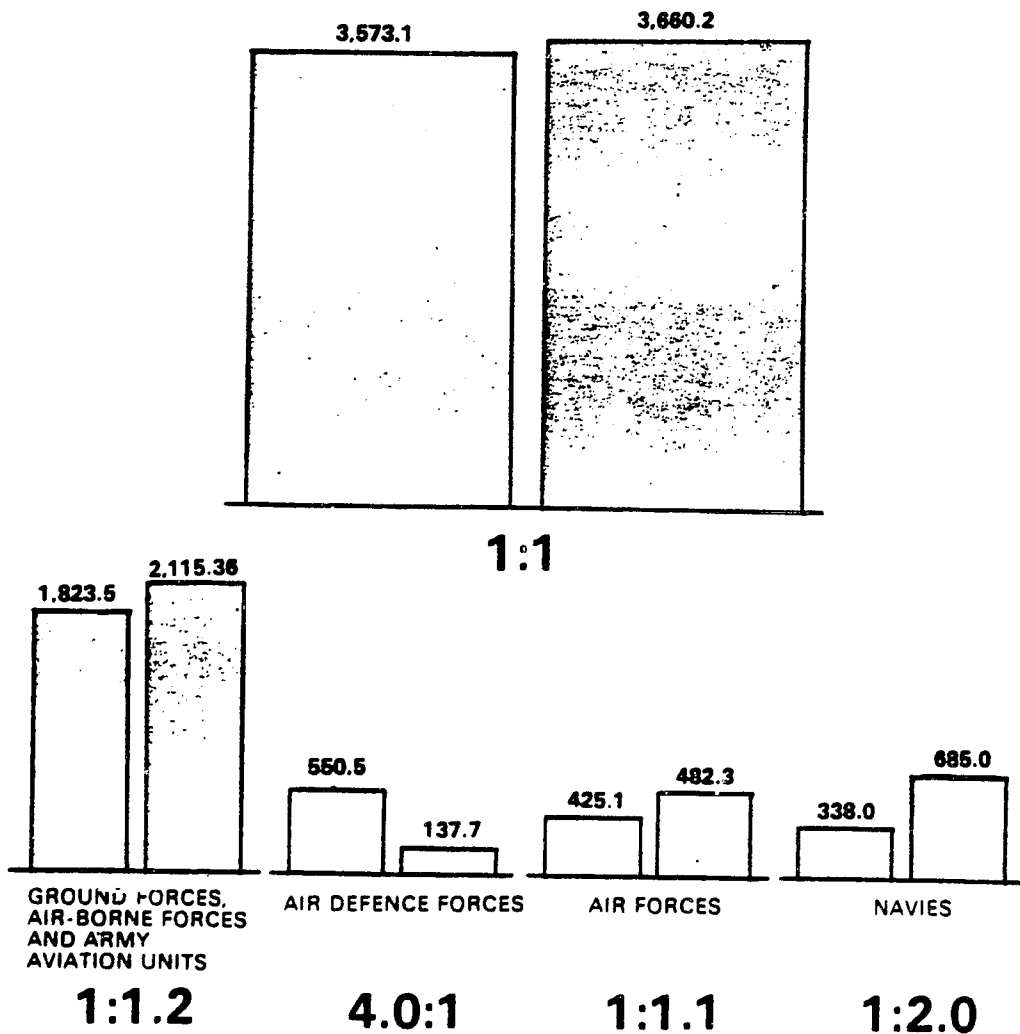 3,573.1
3,660.2
1:1
1,823.5
2,115.36
550.5
137.7
425.1
482.3
338.0
685.0
GROUND FORCES,
AIR-BORNE FORCES
AND ARMY
AVIATION UNITS
AIR DEFENCE FORCES
AIR FORCES
NAVIES
1:1.2
4.0:1
1:1.1
1:2.0